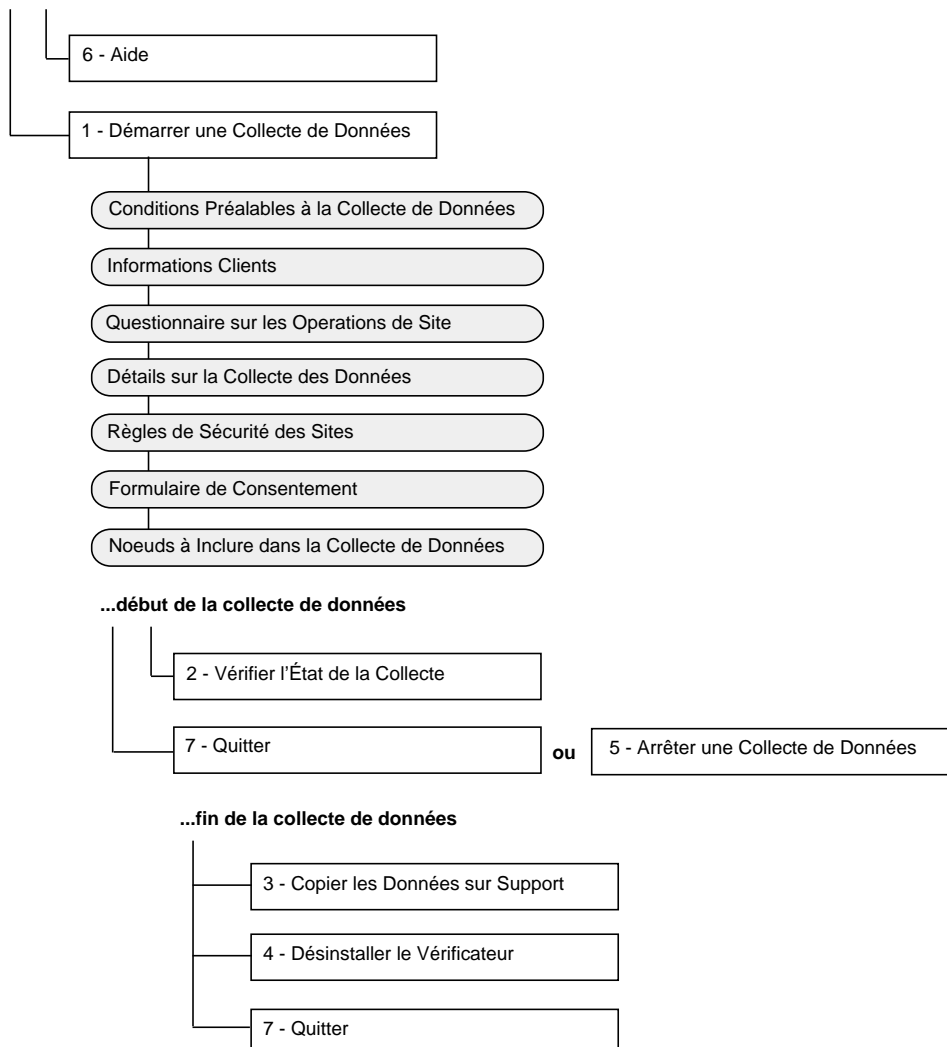 6 - Aide
1 - Démarrer une Collecte de Données
Conditions Préalables à la Collecte de Données
Informations Clients
Questionnaire sur les Operations de Site
Détails sur la Collecte des Données
Règles de Sécurité des Sites
Formulaire de Consentement
Noeuds à Inclure dans la Collecte de Données
...début de la collecte de données
2 - Vérifier l'État de la Collecte
7 - Quitter ou 5 - Arrêter une Collecte de Données
...fin de la collecte de données
3 - Copier les Données sur Support
4 - Désinstaller le Vérificateur
7 - Quitter